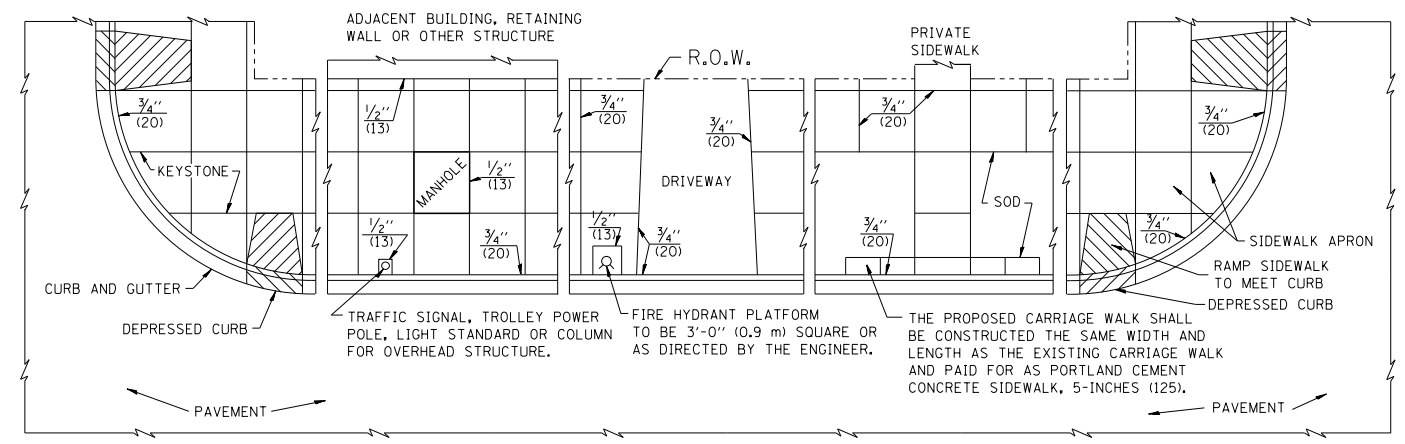 ADJACENT BUILDING, RETAINING
WALL OR OTHER STRUCTURE
R.O.W.
PRIVATE
SIDEWALK
3/4''
(20)
1/2''
(13)
3/4''
(20)
3/4''
(20)
3/4''
(20)
3/4''
(20)
KEYSTONE
MANHOLE
1/2''
(13)
DRIVEWAY
SOD
1/2''
(13)
3/4''
(20)
1/2''
(13)
3/4''
(20)
3/4''
(20)
3/4''
(20)
SIDEWALK APRON
RAMP SIDEWALK
TO MEET CURB
DEPRESSED CURB
CURB AND GUTTER
DEPRESSED CURB
TRAFFIC SIGNAL, TROLLEY POWER
POLE, LIGHT STANDARD OR COLUMN
FOR OVERHEAD STRUCTURE.
FIRE HYDRANT PLATFORM
TO BE 3'-0'' (0.9 m) SQUARE OR
AS DIRECTED BY THE ENGINEER.
THE PROPOSED CARRIAGE WALK SHALL
BE CONSTRUCTED THE SAME WIDTH AND
LENGTH AS THE EXISTING CARRIAGE WALK
AND PAID FOR AS PORTLAND CEMENT
CONCRETE SIDEWALK, 5-INCHES (125).
PAVEMENT
PAVEMENT